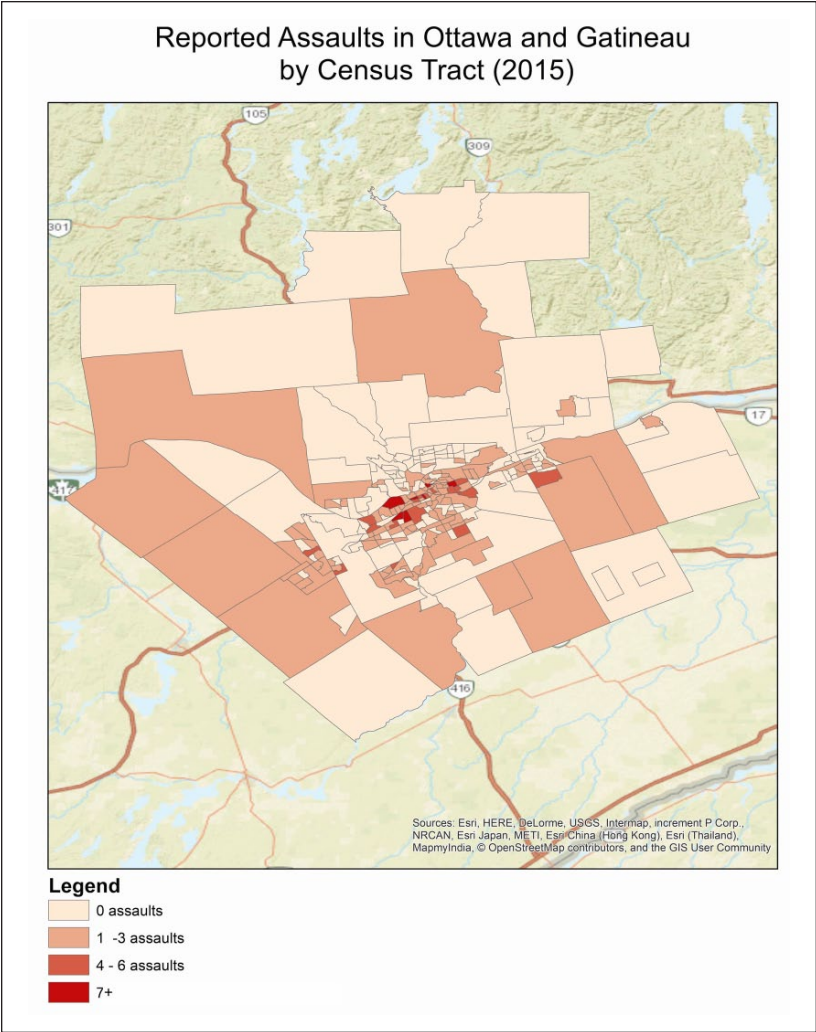 Reported Assaults in Ottawa and Gatineau
by Census Tract (2015)
105
309
301
17
417
416
Sources: Esri, HERE, DeLorme, USGS, Intermap, increment P Corp.,
NRCAN, Esri Japan, METI, Esri China (Hong Kong), Esri (Thailand),
MapmyIndia, © OpenStreetMap contributors, and the GIS User Community
Legend
0 assaults
1 -3 assaults
4 - 6 assaults
7+